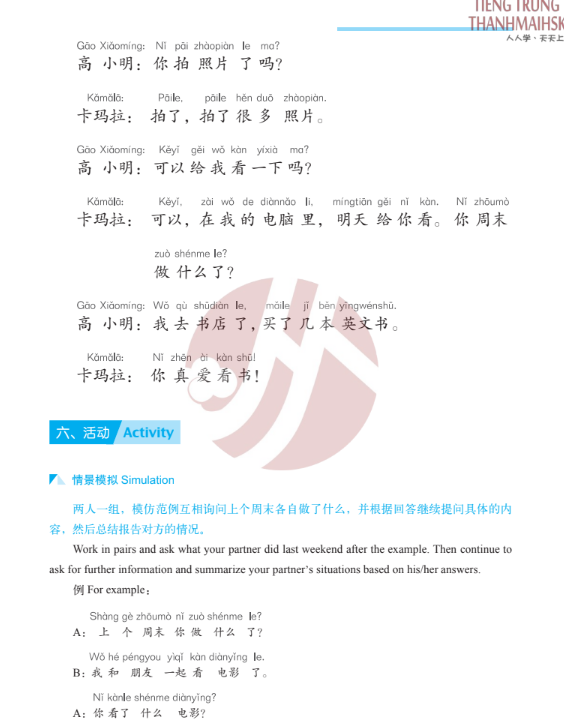 TIENG TRUNG
THANHMAIHSK
人人学·天天上
Gāo Xiǎomíng: Nǐ pāi zhàopiàn le ma?
高 小明：你 拍 照片 了 吗？
Kǎmǎlā: Pāile, pāile hěn duō zhàopiàn.
卡玛拉： 拍了，拍了 很 多 照片。
Gāo Xiǎomíng: Kěyǐ gěi wǒ kàn yíxià ma?
高 小明：可以 给 我 看 一下 吗？
Kǎmǎlā: Kěyǐ, zài wǒ de diànnǎo li, míngtiān gěi nǐ kàn. Nǐ zhōumò
卡玛拉： 可以，在 我 的 电脑 里，明天 给 你 看。你 周末
zuò shénme le?
做 什么 了？
Gāo Xiǎomíng: Wǒ qù shūdiàn le, mǎile jǐ běn yīngwénshū.
高 小明：我 去 书店 了，买了 几 本 英文书。
Kǎmǎlā: Nǐ zhēn ài kàn shū!
卡玛拉： 你 真 爱 看 书！
六、活动 Activity
情景模拟 Simulation
两人一组，模仿范例互相询问上个周末各自做了什么，并根据回答继续提问具体的内
容，然后总结报告对方的情况。
Work in pairs and ask what your partner did last weekend after the example. Then continue to
ask for further information and summarize your partner's situations based on his/her answers.
例 For example：
Shàng gè zhōumò nǐ zuò shénme le?
A： 上 个 周末 你 做 什么 了？
Wǒ hé péngyou yìqǐ kàn diànyǐng le.
B：我 和 朋友 一起 看 电影 了。
Nǐ kànle shénme diànyǐng?
A：你 看了 什么 电影？